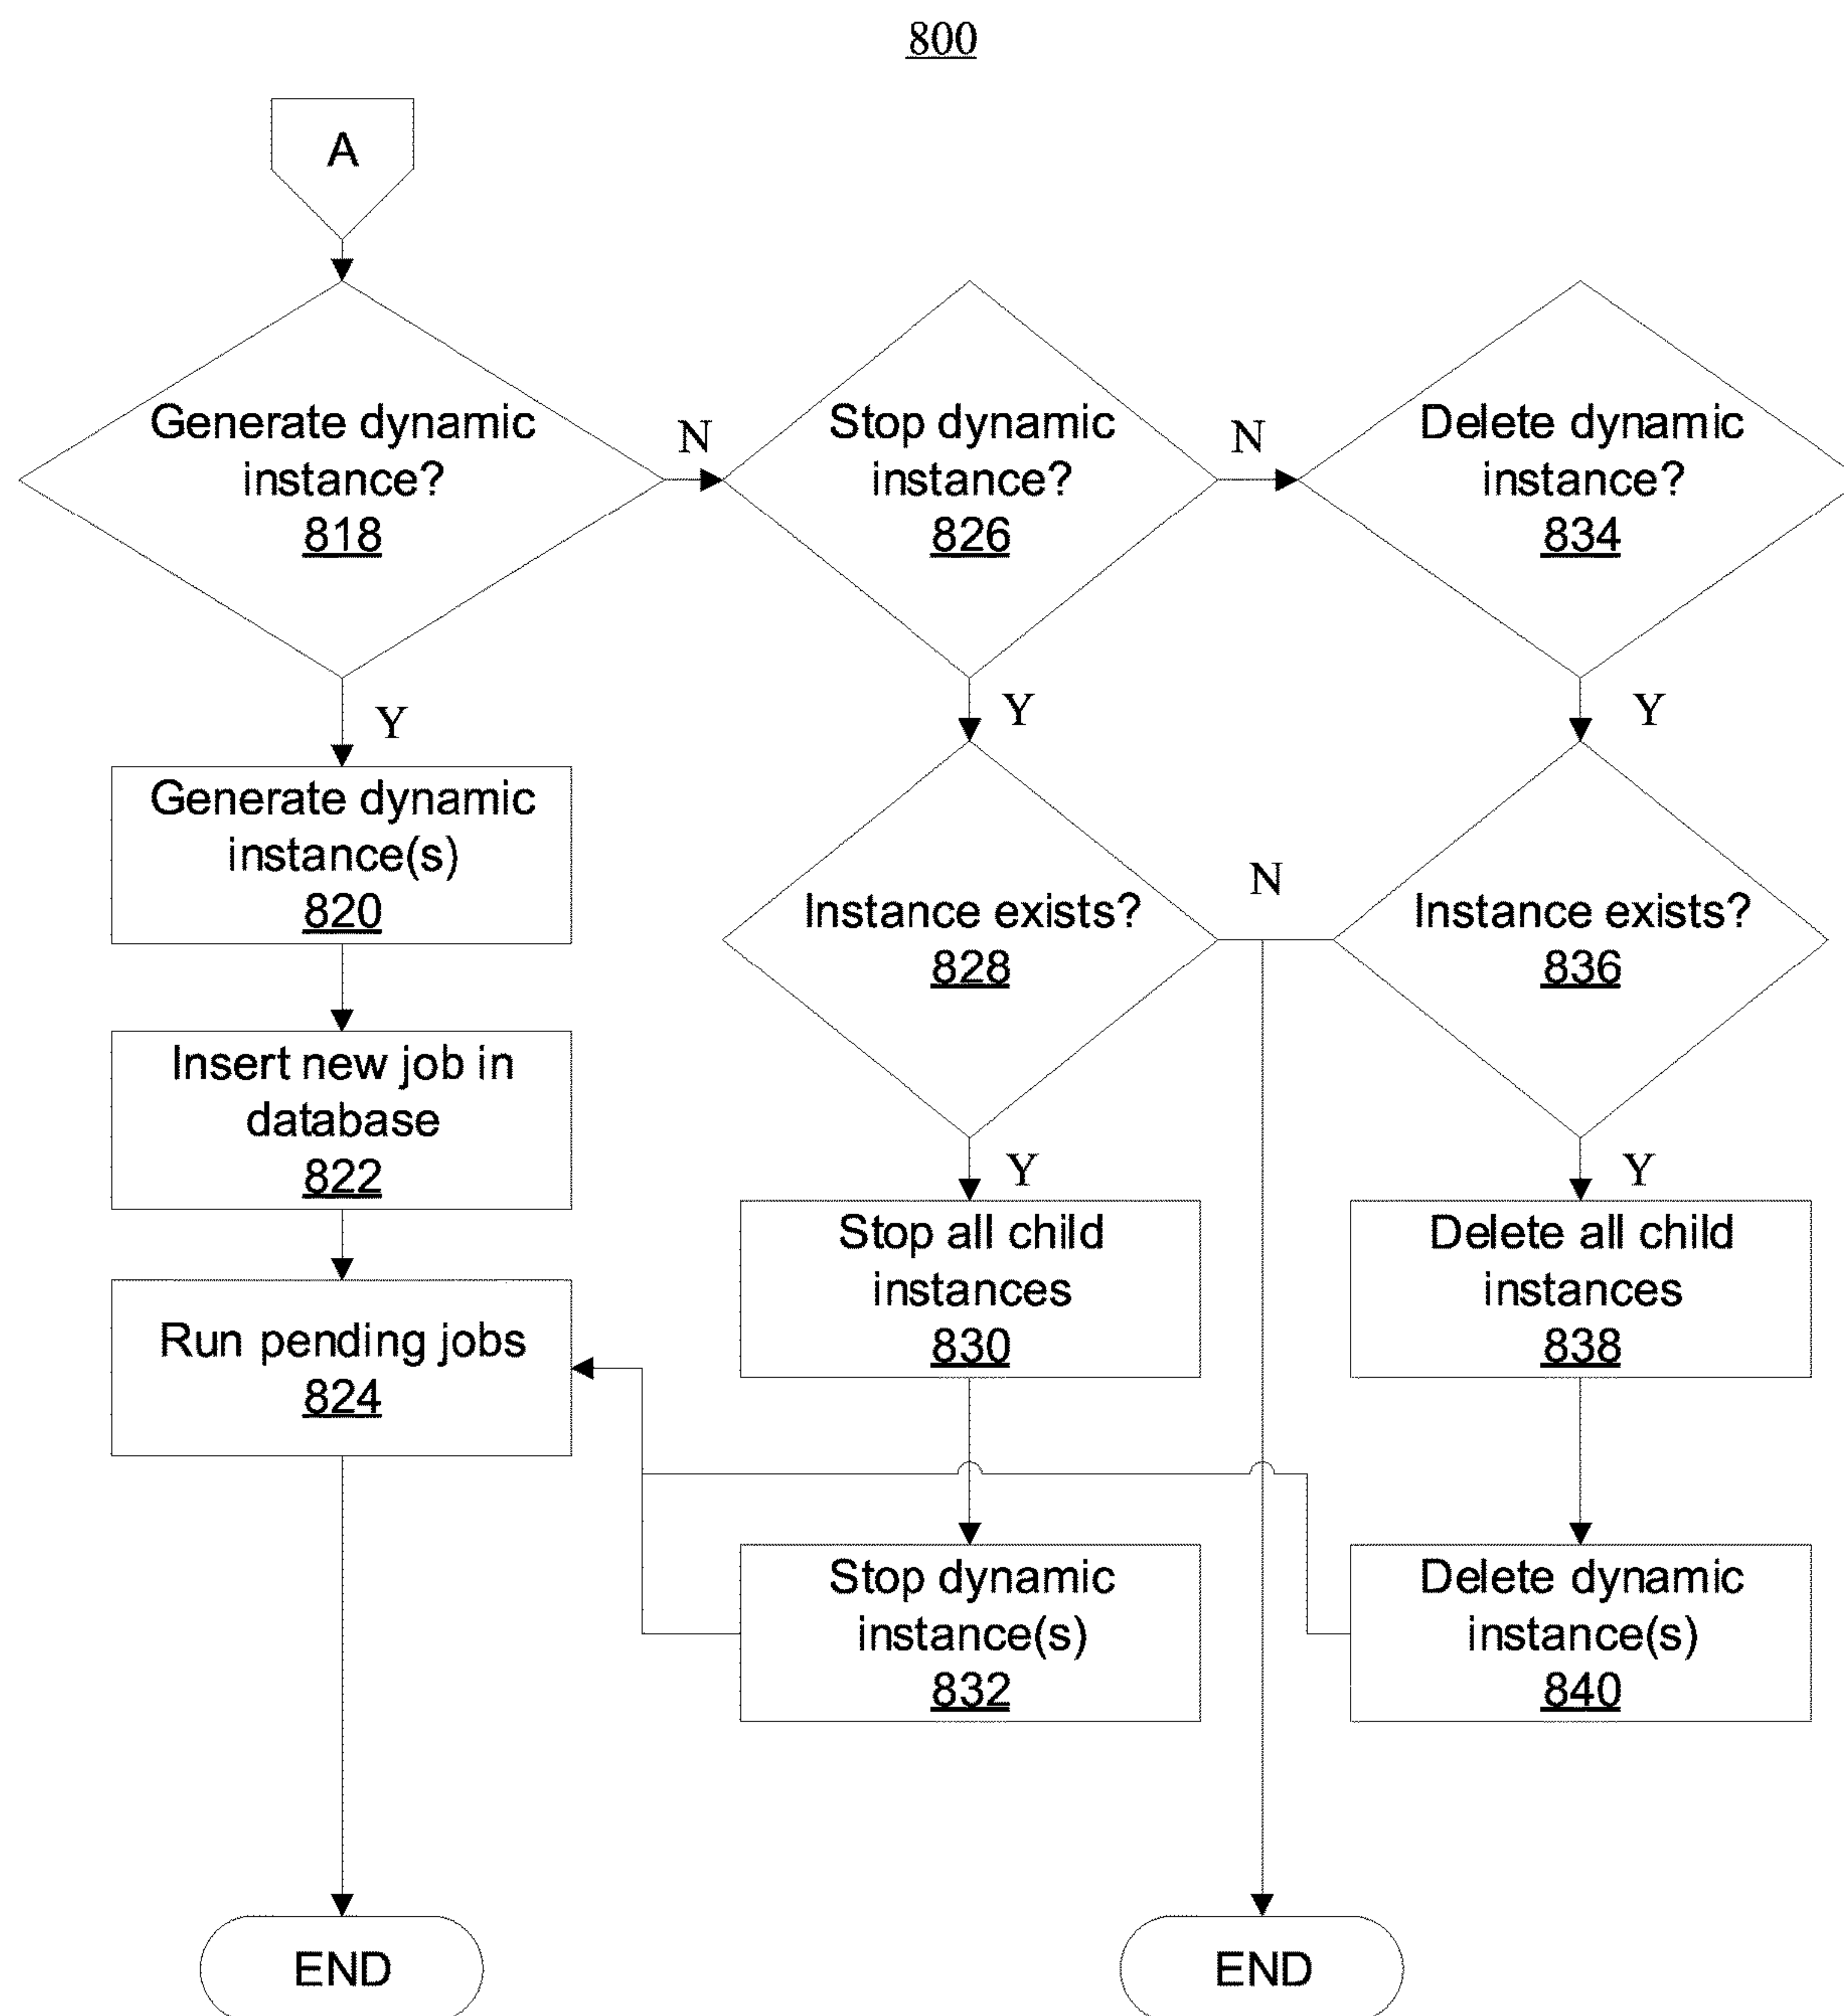 800
A
Generate dynamic
instance?
818
N
Stop dynamic
instance?
826
N
Delete dynamic
instance?
834
Y
Y
Y
Generate dynamic
instance(s)
820
Instance exists?
828
N
Instance exists?
836
Insert new job in
database
822
Y
Y
Stop all child
instances
830
Delete all child
instances
838
Run pending jobs
824
Stop dynamic
instance(s)
832
Delete dynamic
instance(s)
840
END
END